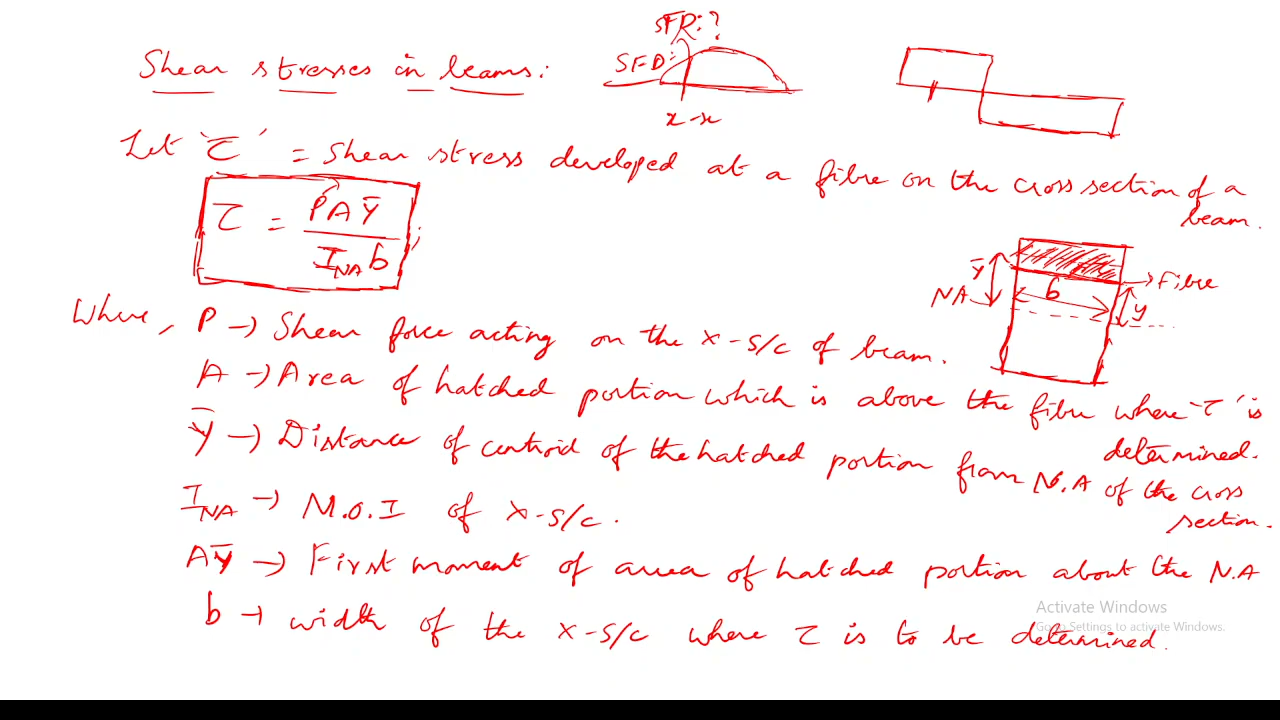 SFR:?
Shear stresses in beams:
SFD:
x-x
Let 'τ' = Shear stress developed at a fibre on the cross section of a
beam.
τ = PAȲ / I_NA b ;
Ȳ
Fibre
NA
b
y
Where, P → Shear force acting on the X-S/C of beam.
A → Area of hatched portion which is above the fibre where 'τ' is
determined.
Ȳ → Distance of centroid of the hatched portion from N.A of the cross
section.
I_NA → M.O.I of X-S/C.
AȲ → First moment of area of hatched portion about the N.A
b → width of the X-S/C where τ is to be determined.
Activate Windows
Go to Settings to activate Windows.